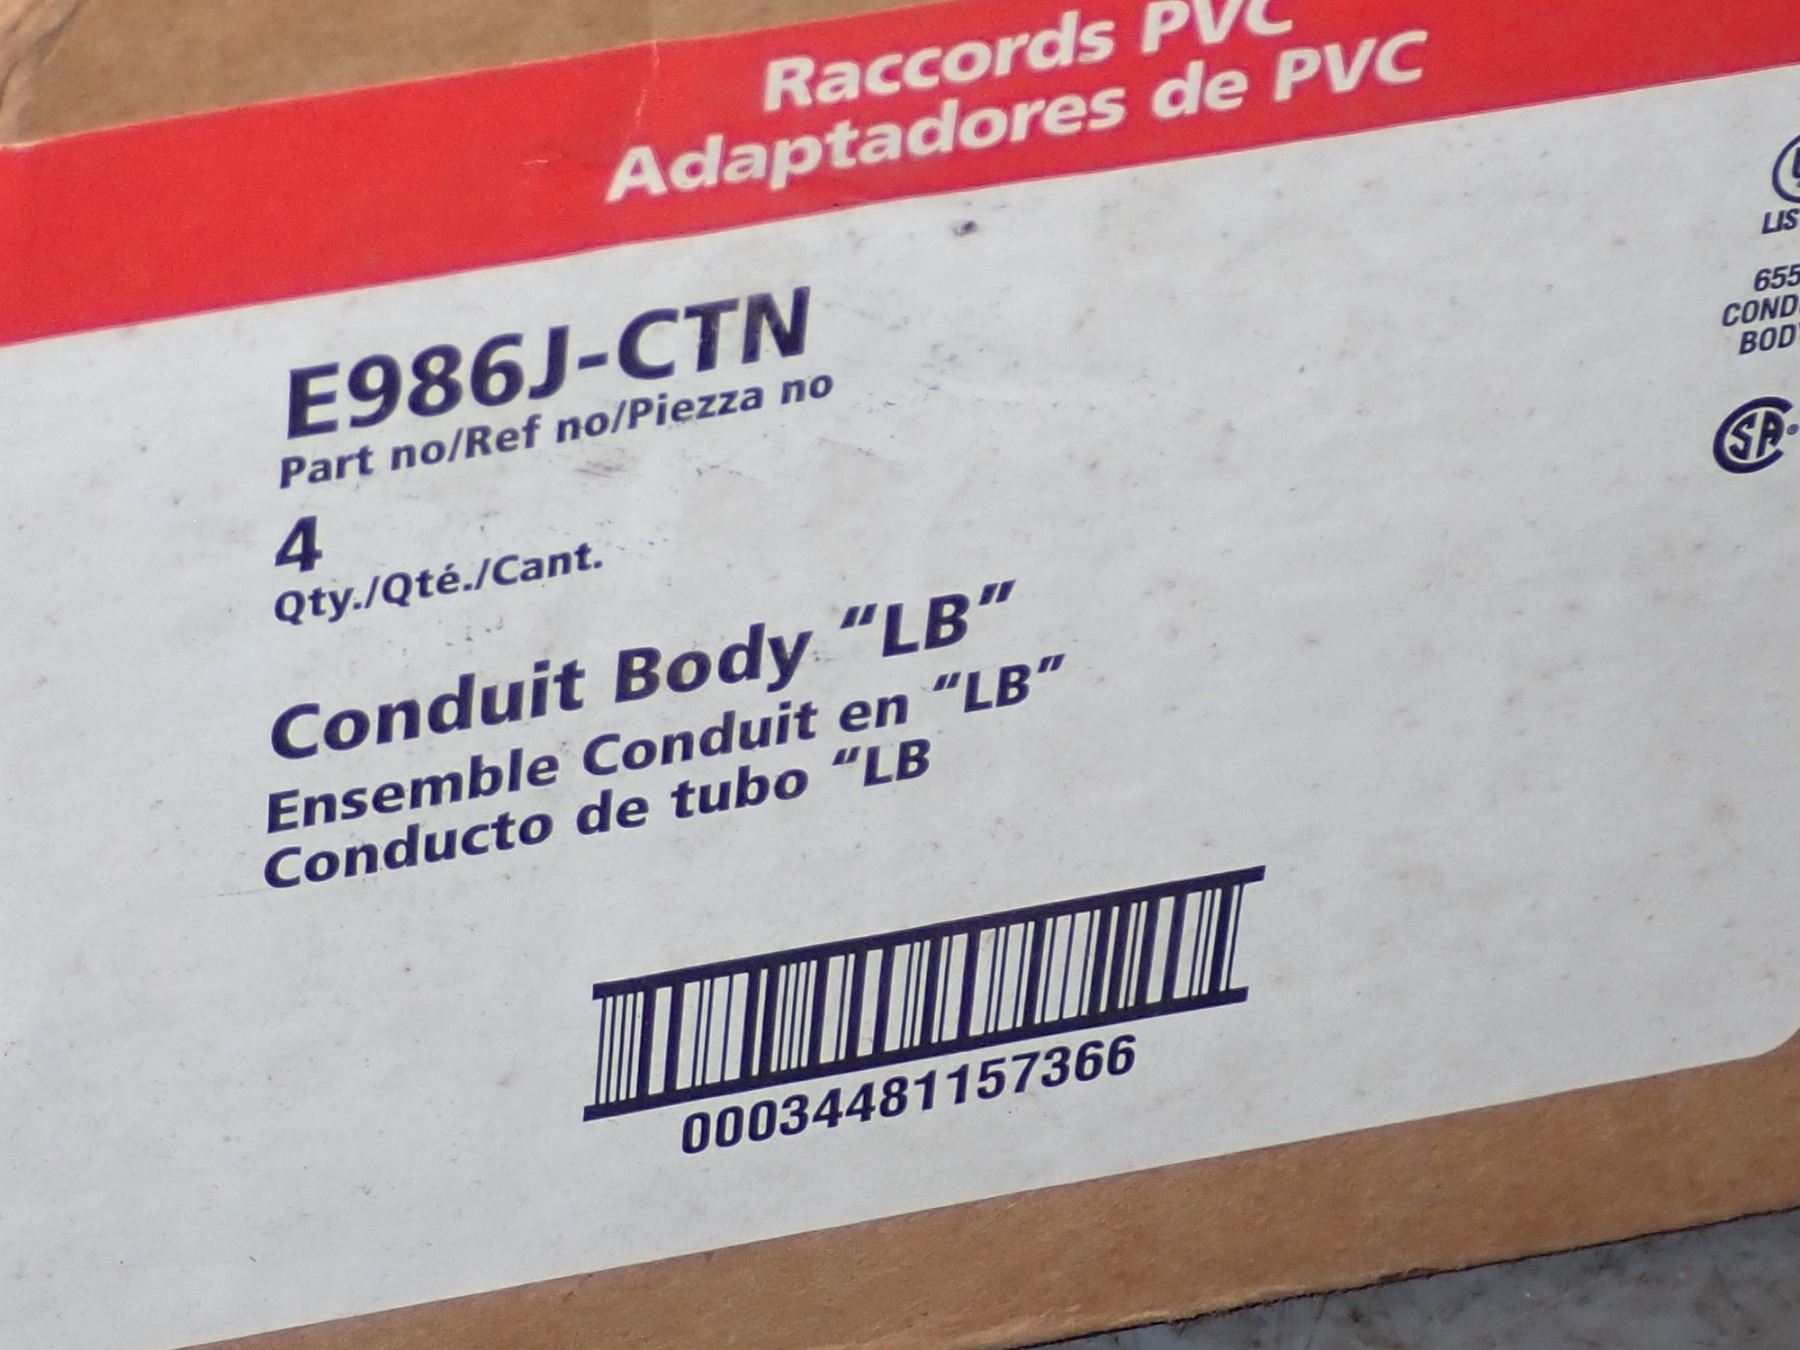 Raccords PVC
Adaptadores de PVC
E986J-CTN
Part no/Ref no/Piezza no
4
Qty./Qté./Cant.
Conduit Body “LB”
Ensemble Conduit en “LB”
Conducto de tubo “LB
00034481157366
SA